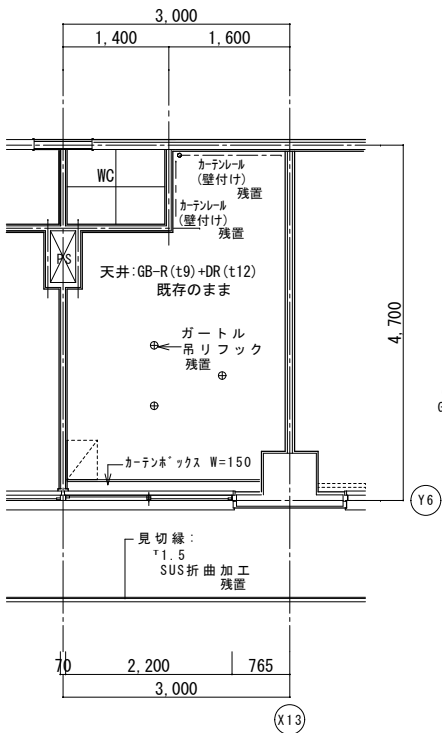 3,000
1,400
1,600
カーテンレール
(壁付け)
残置
WC
カーテンレール
(壁付け)
残置
PS
天井:GB-R(t9)+DR(t12)
既存のまま
4,700
ガートル
吊りフック
残置
G
カーテンボックス W=150
Y6
見切縁:
T1.5
SUS折曲加工
残置
70
2,200
765
3,000
X13